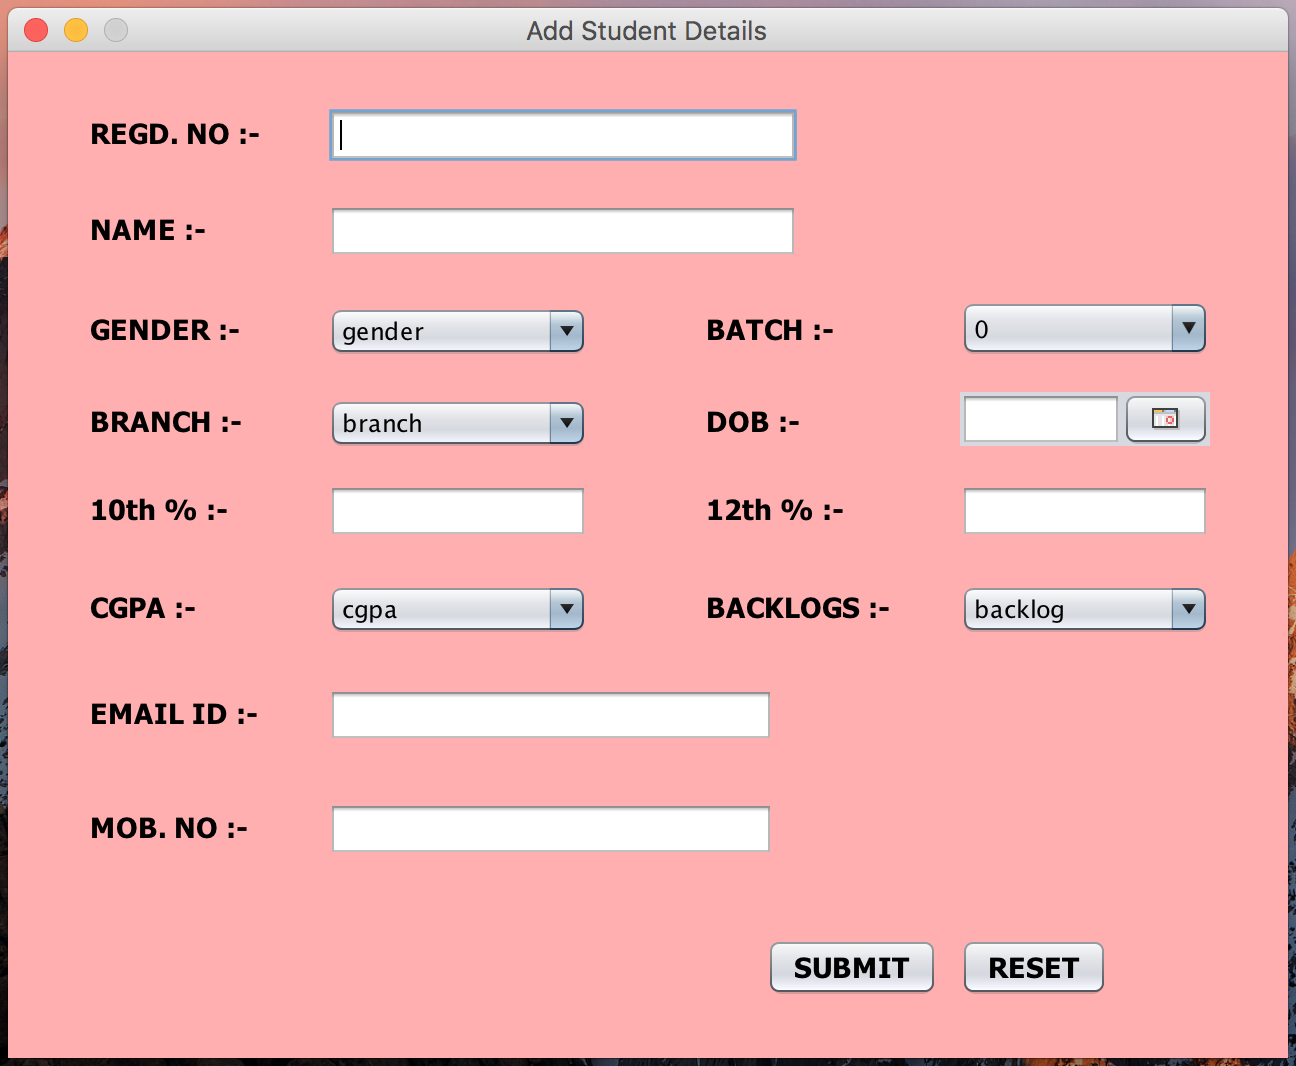 Add Student Details
REGD. NO :-
NAME :-
GENDER :- gender BATCH :- 0
BRANCH :- branch DOB :-
10th % :- 12th % :-
CGPA :- cgpa BACKLOGS :- backlog
EMAIL ID :-
MOB. NO :-
SUBMIT RESET